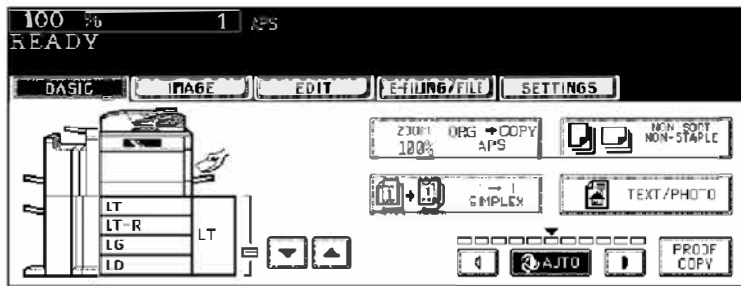 100 % 1 APS
READY
BASIC IMAGE EDIT E-FILING/FILE SETTINGS
ZOOM ORG → COPY
100% APS
NON-SORT
NON-STAPLE
1 → 1
SIMPLEX
TEXT/PHOTO
LT
LT-R
LG
LD
LT
AUTO
PROOF
COPY